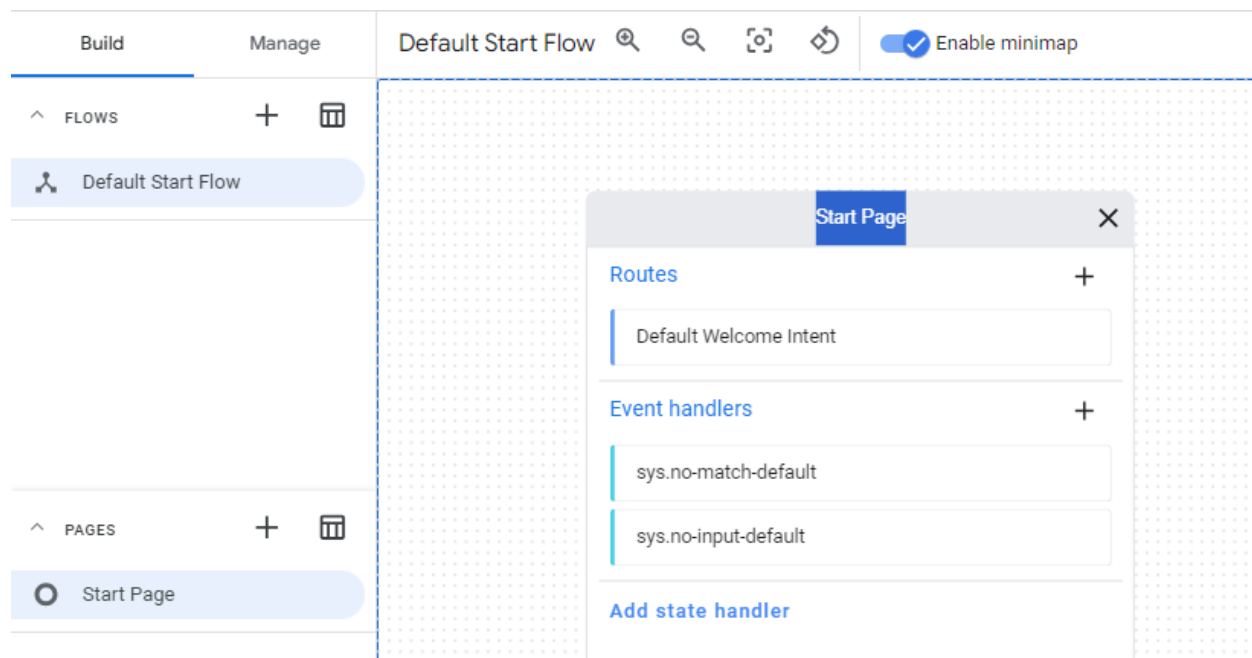 Build
Manage
Default Start Flow
Enable minimap
FLOWS
Default Start Flow
PAGES
Start Page
Start Page
Routes
Default Welcome Intent
Event handlers
sys.no-match-default
sys.no-input-default
Add state handler